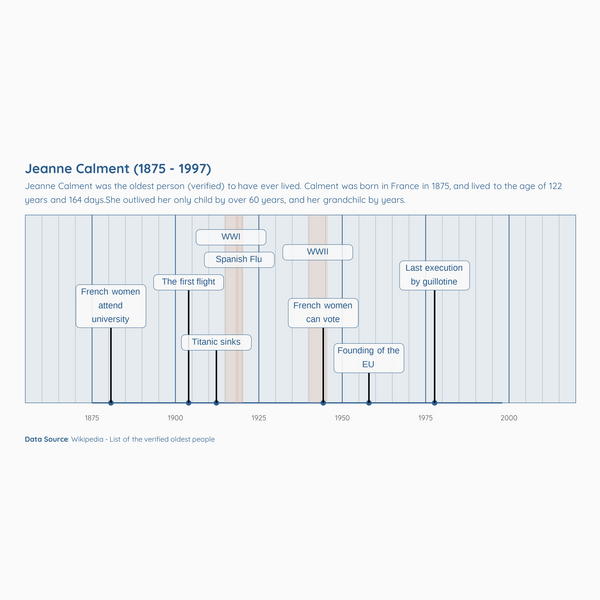 Jeanne Calment (1875 - 1997)
Jeanne Calment was the oldest person (verified) to have ever lived. Calment was born in France in 1875, and lived to the age of 122
years and 164 days.She outlived her only child by over 60 years, and her grandchilc by years.
WWI
WWII
Spanish Flu
Last execution
by guillotine
The first flight
French women
attend
university
French women
can vote
Titanic sinks
Founding of the
EU
1875
1900
1925
1950
1975
2000
Data Source: Wikipedia - List of the verified oldest people